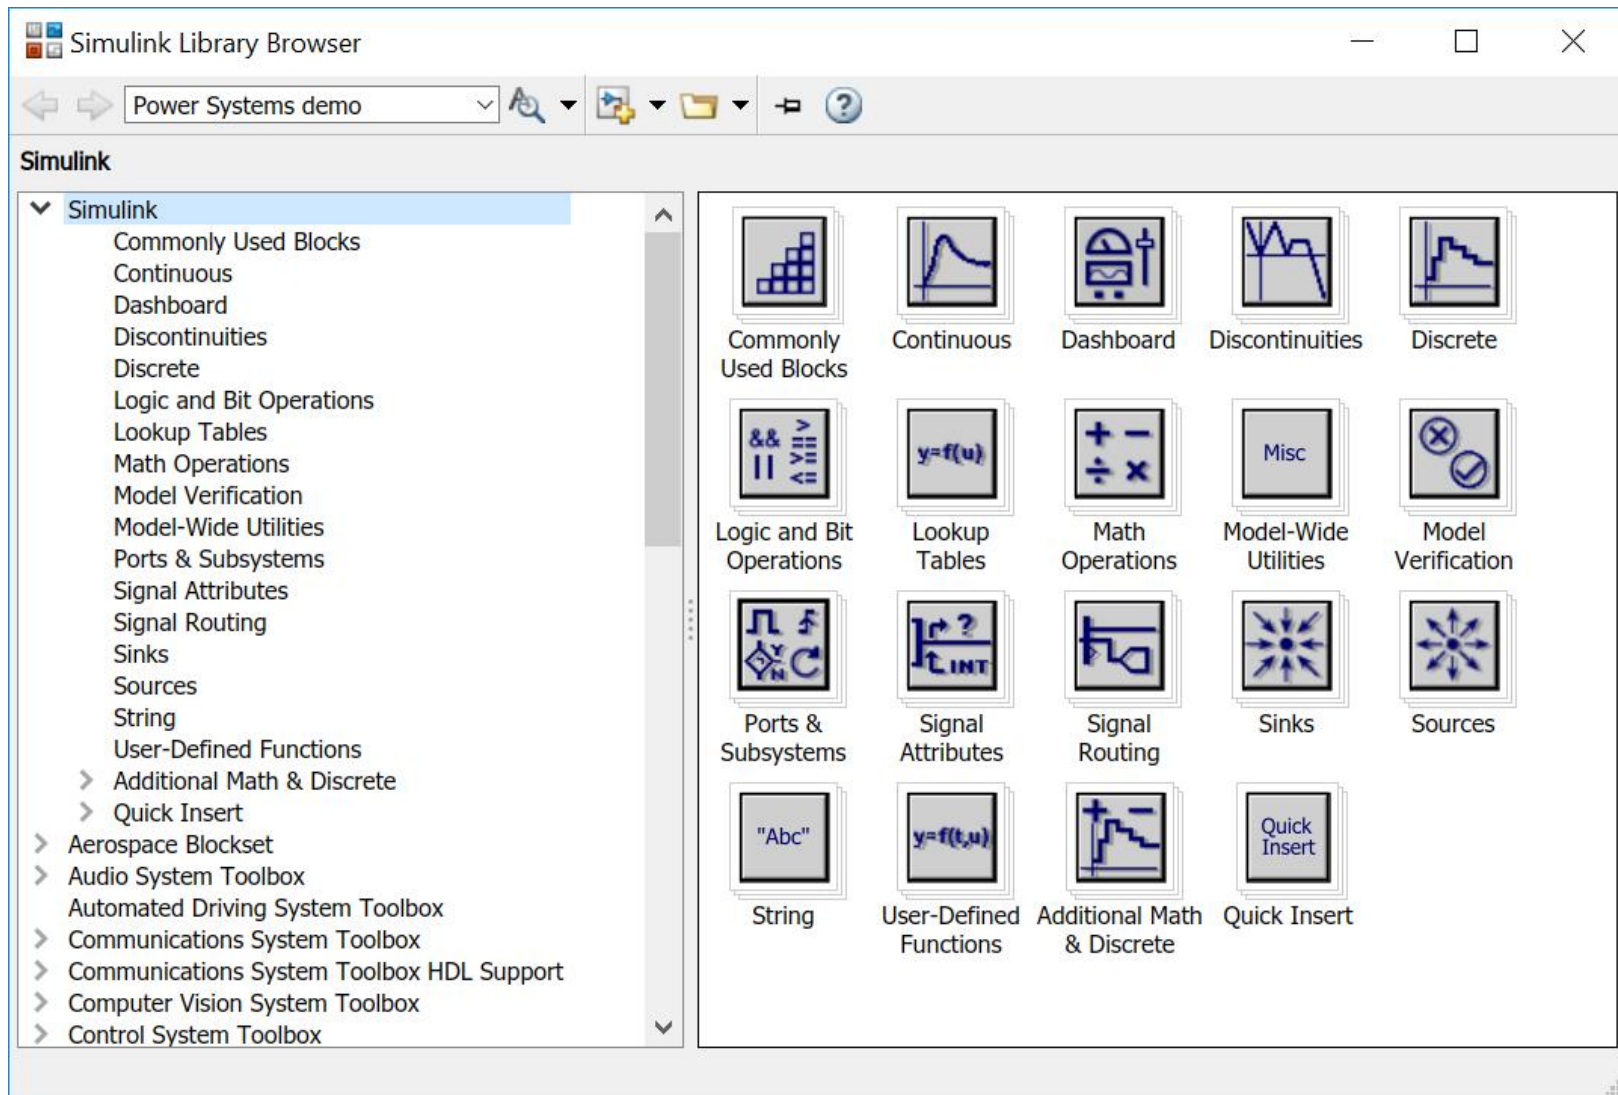 Simulink Library Browser
Power Systems demo
Simulink
Simulink
Commonly Used Blocks
Continuous
Dashboard
Discontinuities
Discrete
Logic and Bit Operations
Lookup Tables
Math Operations
Model Verification
Model-Wide Utilities
Ports & Subsystems
Signal Attributes
Signal Routing
Sinks
Sources
String
User-Defined Functions
Additional Math & Discrete
Quick Insert
Aerospace Blockset
Audio System Toolbox
Automated Driving System Toolbox
Communications System Toolbox
Communications System Toolbox HDL Support
Computer Vision System Toolbox
Control System Toolbox
Commonly
Used Blocks
Continuous
Dashboard
Discontinuities
Discrete
&& >
== 
|| >=
<=
Logic and Bit
Operations
y=f(u)
Lookup
Tables
+ −
÷ ×
Math
Operations
Misc
Model-Wide
Utilities
Model
Verification
Y
N
Ports &
Subsystems
?
INT
Signal
Attributes
Signal
Routing
Sinks
Sources
"Abc"
String
y=f(t,u)
User-Defined
Functions
+ −
Additional Math
& Discrete
Quick
Insert
Quick Insert